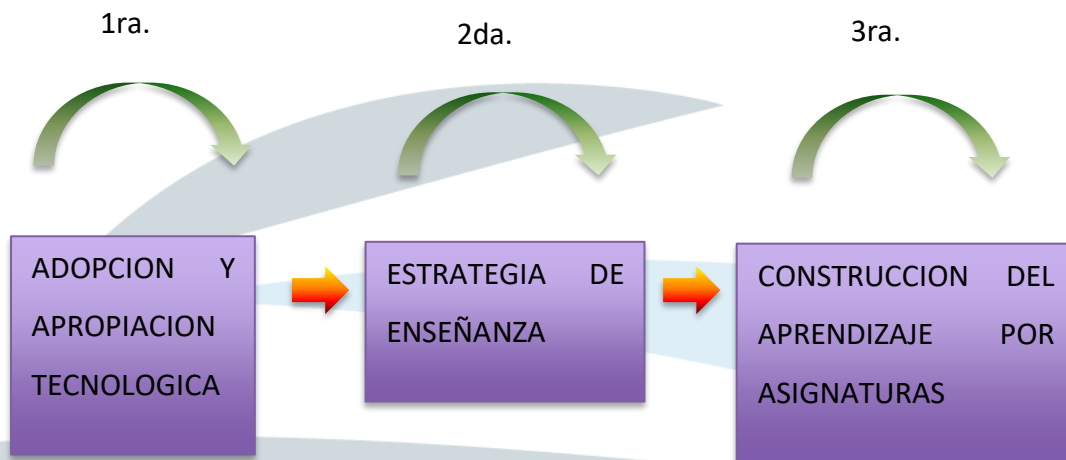 1ra.
2da.
3ra.
ADOPCION Y
APROPIACION
TECNOLOGICA
ESTRATEGIA DE
ENSEÑANZA
CONSTRUCCION DEL
APRENDIZAJE POR
ASIGNATURAS